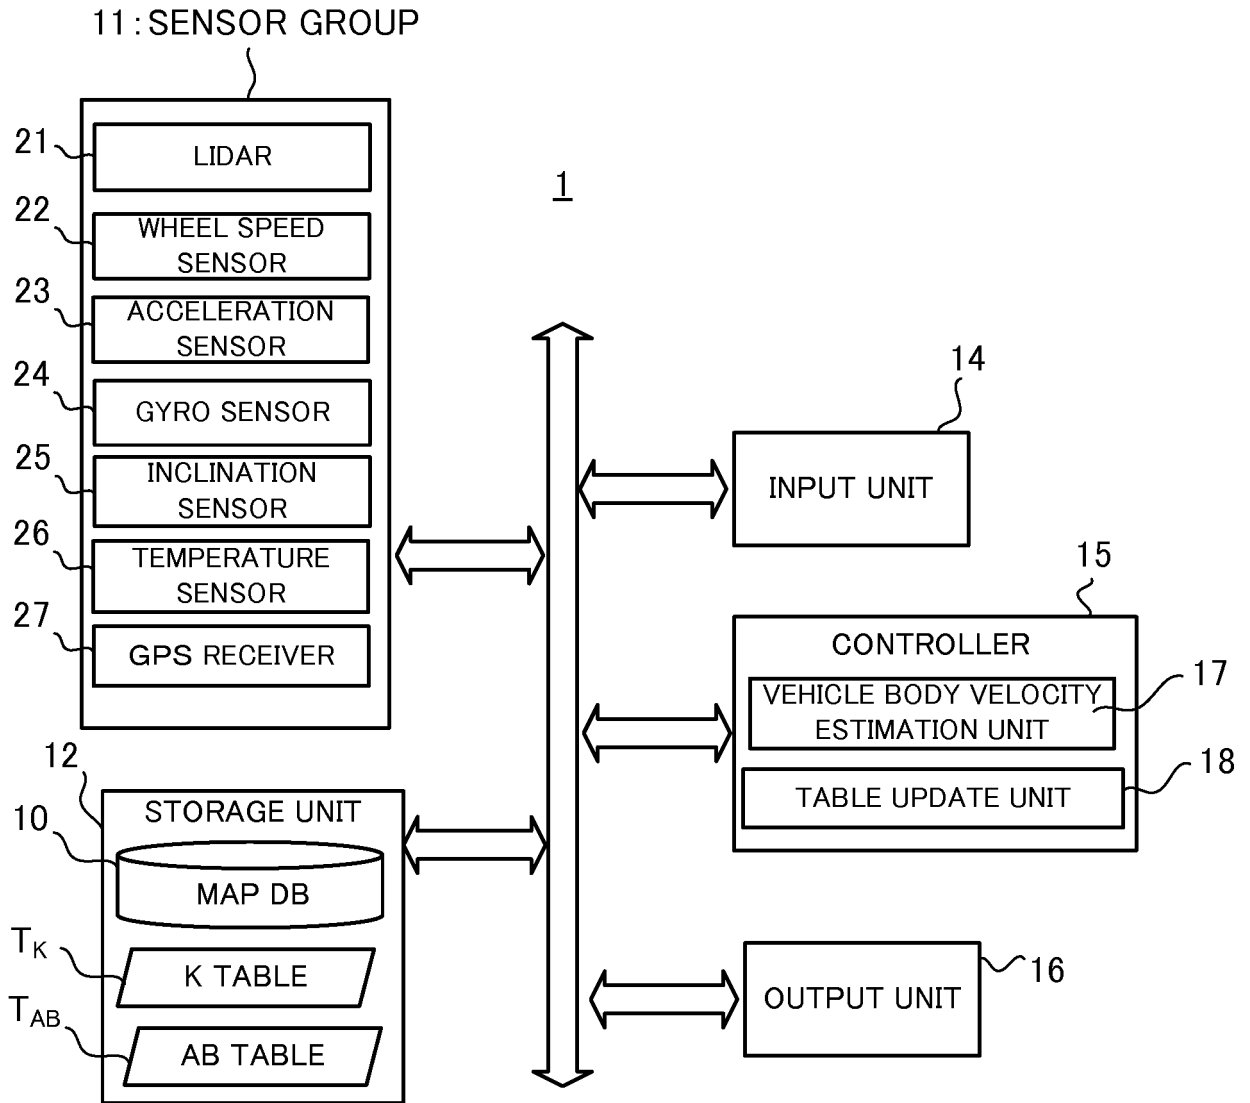 11:SENSOR GROUP
21
LIDAR
22
WHEEL SPEED
SENSOR
23
ACCELERATION
SENSOR
24
GYRO SENSOR
25
INCLINATION
SENSOR
26
TEMPERATURE
SENSOR
27
GPS RECEIVER
12
STORAGE UNIT
10
MAP DB
TK
K TABLE
TAB
AB TABLE
1
14
INPUT UNIT
15
CONTROLLER
17
VEHICLE BODY VELOCITY
ESTIMATION UNIT
18
TABLE UPDATE UNIT
16
OUTPUT UNIT